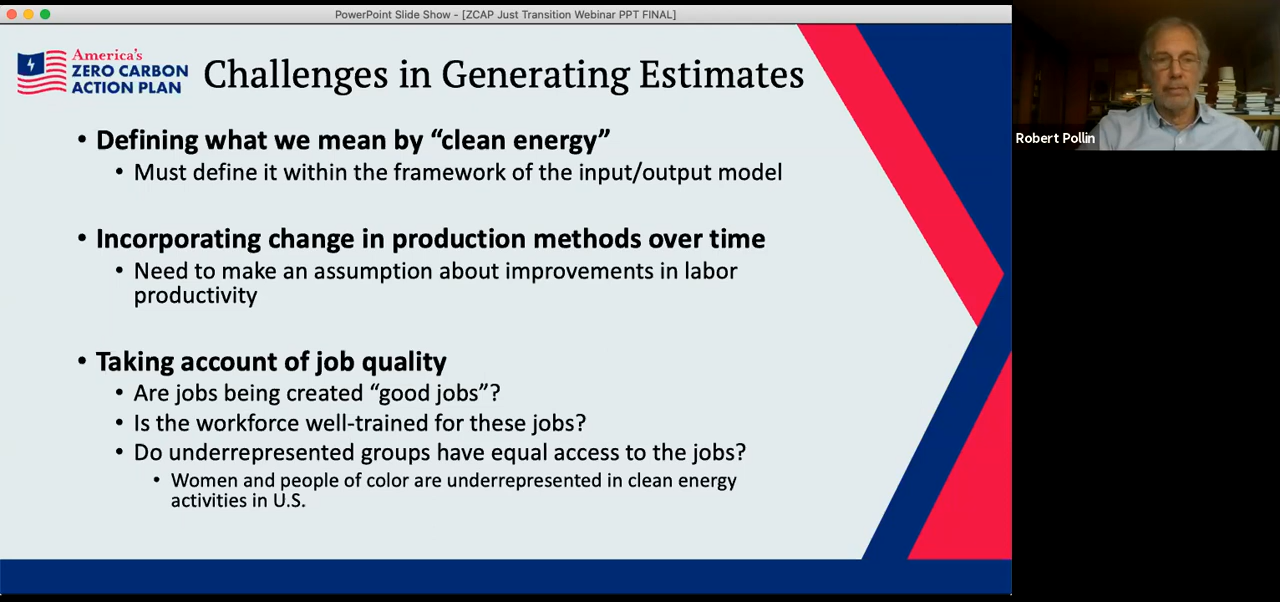 PowerPoint Slide Show - [ZCAP Just Transition Webinar PPT FINAL]
America's
ZERO CARBON
ACTION PLAN
Challenges in Generating Estimates
• Defining what we mean by “clean energy”
• Must define it within the framework of the input/output model
• Incorporating change in production methods over time
• Need to make an assumption about improvements in labor
productivity
• Taking account of job quality
• Are jobs being created “good jobs”?
• Is the workforce well-trained for these jobs?
• Do underrepresented groups have equal access to the jobs?
• Women and people of color are underrepresented in clean energy
activities in U.S.
Robert Pollin